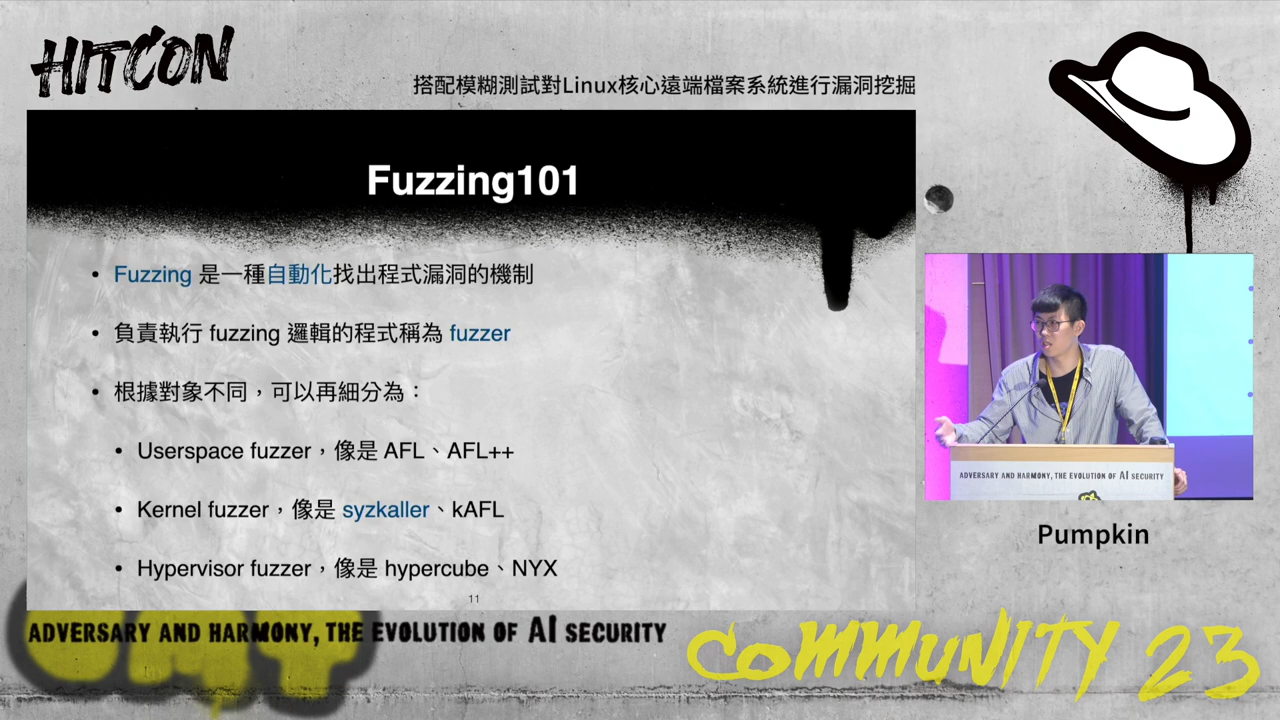 HITCON
搭配模糊測試對Linux核心遠端檔案系統進行漏洞挖掘
Fuzzing101
• Fuzzing 是一種自動化找出程式漏洞的機制
• 負責執行 fuzzing 邏輯的程式稱為 fuzzer
• 根據對象不同，可以再細分為：
• Userspace fuzzer，像是 AFL、AFL++
• Kernel fuzzer，像是 syzkaller、kAFL
• Hypervisor fuzzer，像是 hypercube、NYX
11
ADVERSARY AND HARMONY, THE EVOLUTION OF AI SECURITY
Pumpkin
ADVERSARY AND HARMONY, THE EVOLUTION OF AI SECURITY
COMMUNITY 23